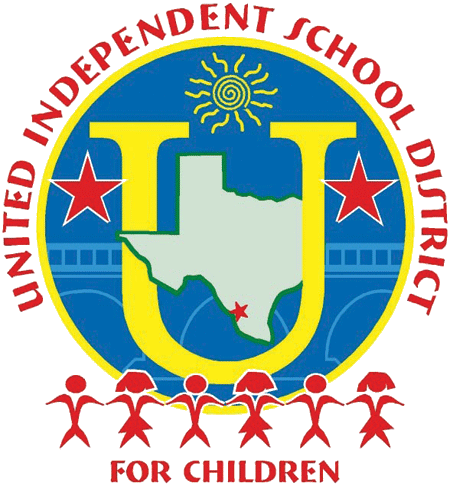 UNITED INDEPENDENT SCHOOL DISTRICT
U
FOR CHILDREN